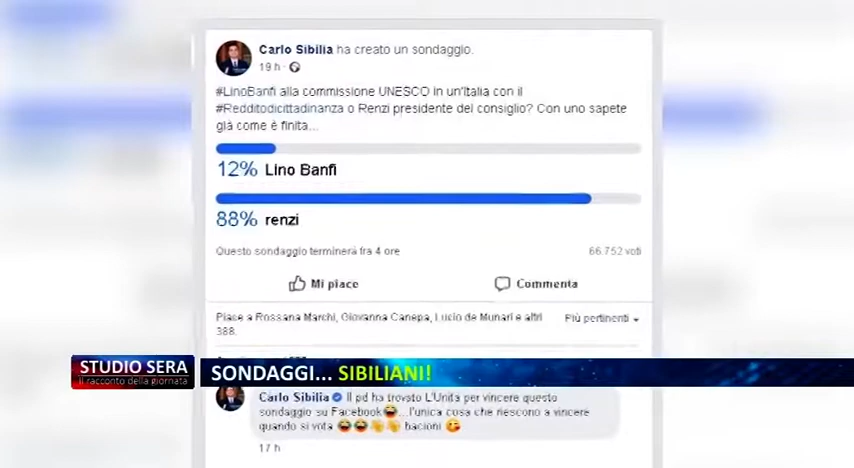 Carlo Sibilia ha creato un sondaggio.
19 h ·
#LinoBanfi alla commissione UNESCO in un'Italia con il
#Redditodicittadinanza o Renzi presidente del consiglio? Con uno sapete
già come è finita...
12% Lino Banfi
88% renzi
Questo sondaggio terminerà fra 4 ore
66.752 voti
Mi piace
Commenta
Piace a Rossana Marchi, Giovanna Canepa, Lucio de Munari e altri
388.
Più pertinenti
STUDIO SERA
Il racconto della giornata
SONDAGGI... SIBILIANI!
Carlo Sibilia Il pd ha trovato L'Unita per vincere questo
sondaggio su Facebook😂...l'unica cosa che riescono a vincere
quando si vota 😂😂👏👏 bacioni 😘
17 h